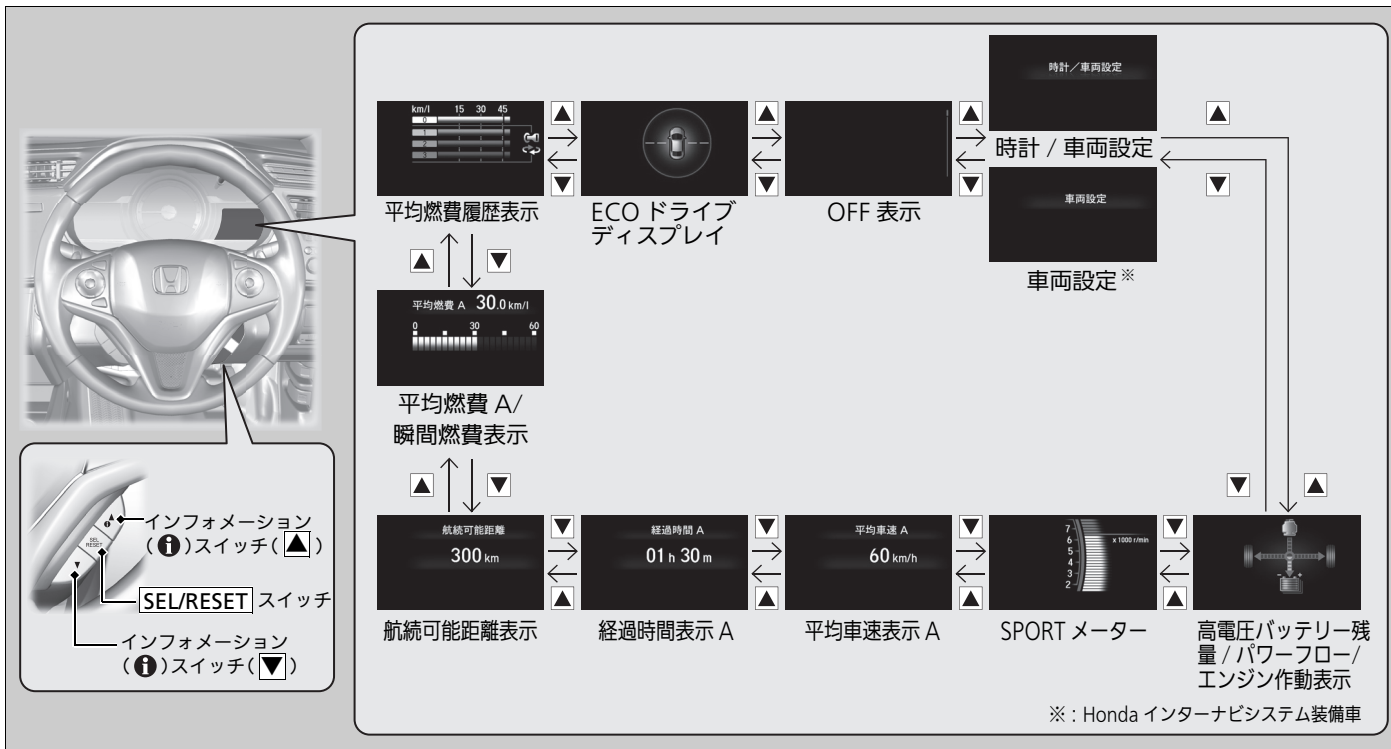 時計／車両設定
km/l 15 30 45
0
1
2
3
▲ ▲ ▲ ▲
▼ ▼ ▼ ▼
平均燃費履歴表示
ECO ドライブ
ディスプレイ
OFF 表示
時計 / 車両設定
車両設定
車両設定※
▲ ▼
平均燃費 A 30.0 km/l
0 30 60
平均燃費 A/
瞬間燃費表示
▲ ▼
▼ ▲
航続可能距離
300 km
経過時間 A
01 h 30 m
平均車速 A
60 km/h
7
6
5
4
3
2
x 1000 r/min
▼ ▼ ▼ ▼
▲ ▲ ▲ ▲
航続可能距離表示
経過時間表示 A
平均車速表示 A
SPORT メーター
高電圧バッテリー残
量 / パワーフロー/
エンジン作動表示
※ : Honda インターナビシステム装備車
SEL
RESET
インフォメーション
(i)スイッチ(▲)
SEL/RESET スイッチ
インフォメーション
(i)スイッチ(▼)